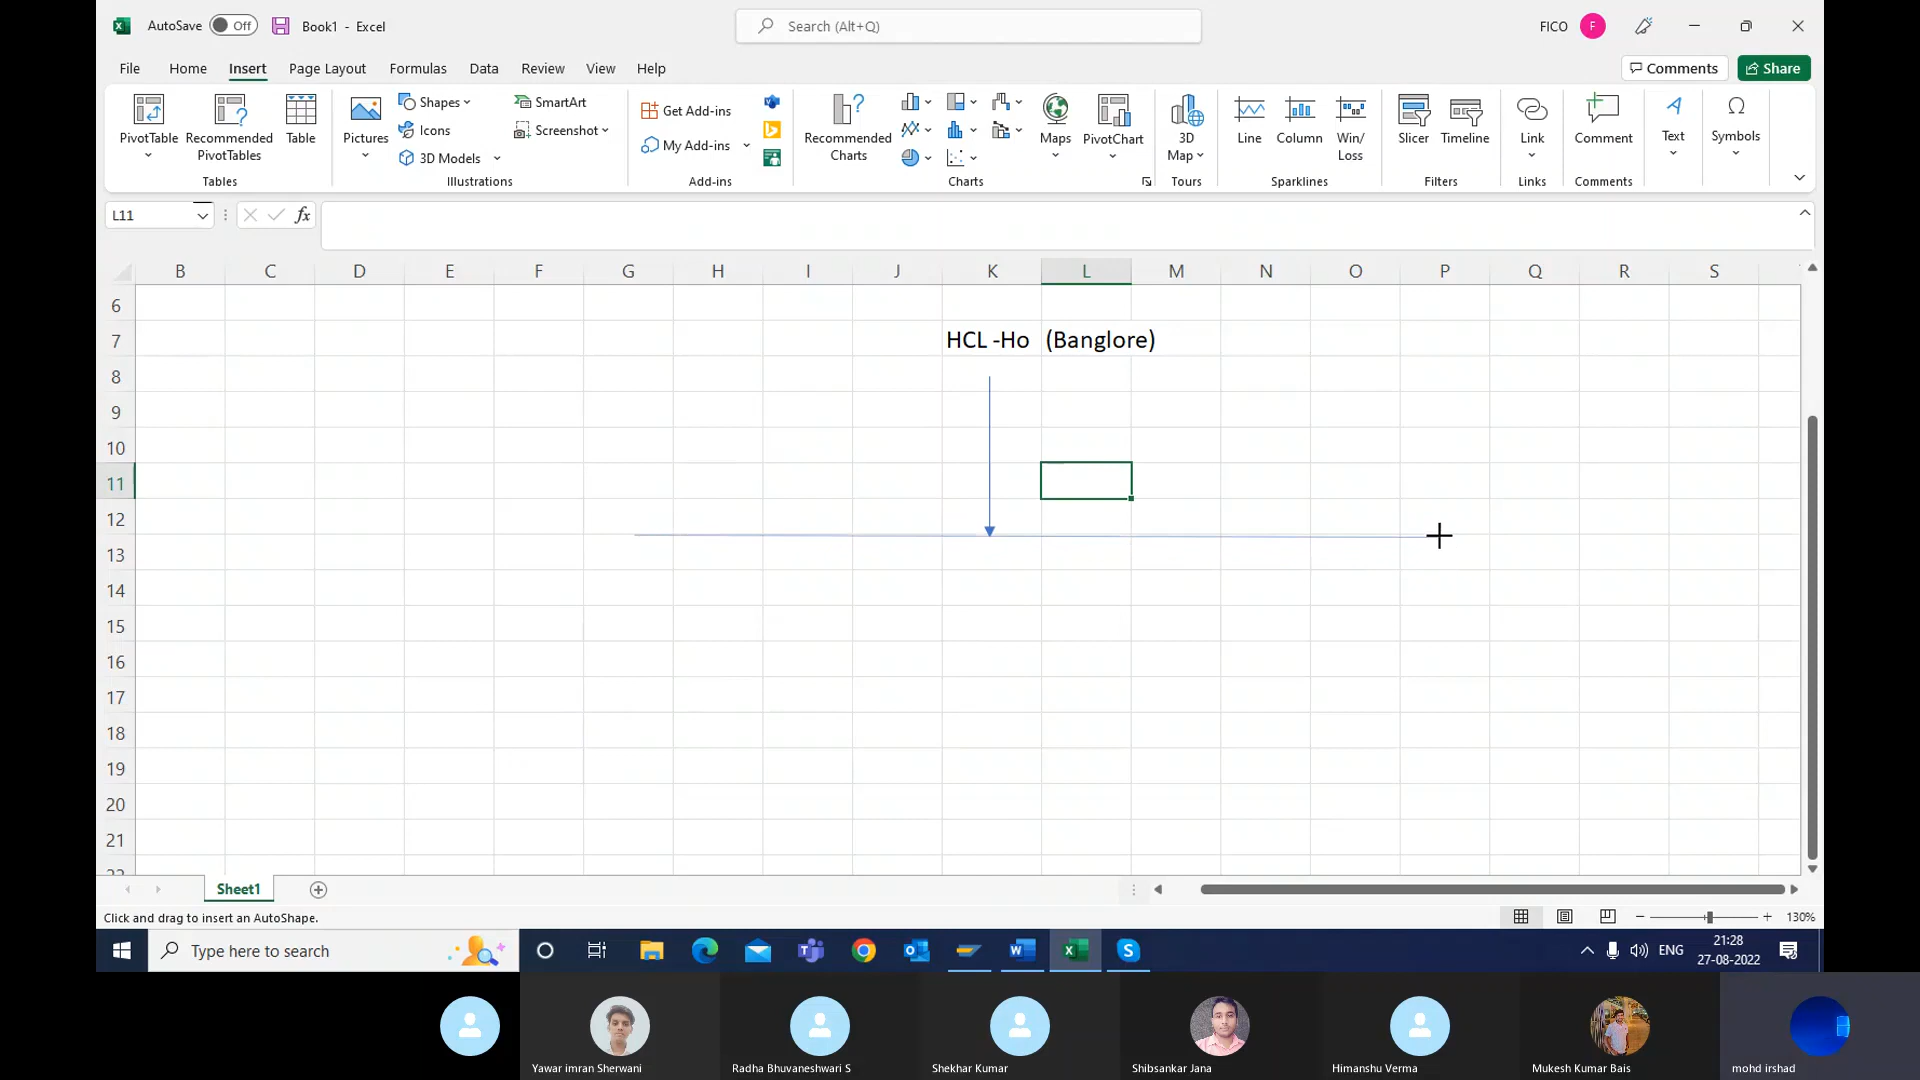 AutoSave Off Book1 - Excel Search (Alt+Q) FICO F
File Home Insert Page Layout Formulas Data Review View Help Comments Share
PivotTable
Recommended PivotTables
Table
Tables
Pictures
Shapes
Icons
3D Models
SmartArt
Screenshot
Illustrations
Get Add-ins
My Add-ins
Add-ins
Recommended Charts
Maps
PivotChart
Charts
3D Map
Tours
Line
Column
Win/Loss
Sparklines
Slicer
Timeline
Filters
Link
Links
Comment
Comments
Text
Symbols
L11 fx
B C D E F G H I J K L M N O P Q R S
6
7 HCL -Ho (Banglore)
8
9
10
11
12
13
14
15
16
17
18
19
20
21
22
Sheet1
Click and drag to insert an AutoShape. 130%
Type here to search ENG 21:28
27-08-2022
Yawar imran Sherwani Radha Bhuvaneshwari S Shekhar Kumar Shibsankar Jana Himanshu Verma Mukesh Kumar Bais mohd irshad